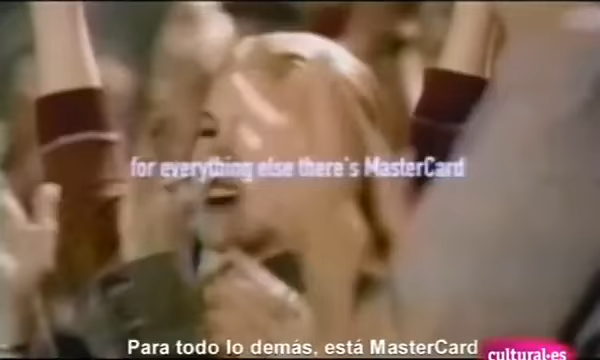 for everything else there's MasterCard
Para todo lo demás, está MasterCard
cultural·es